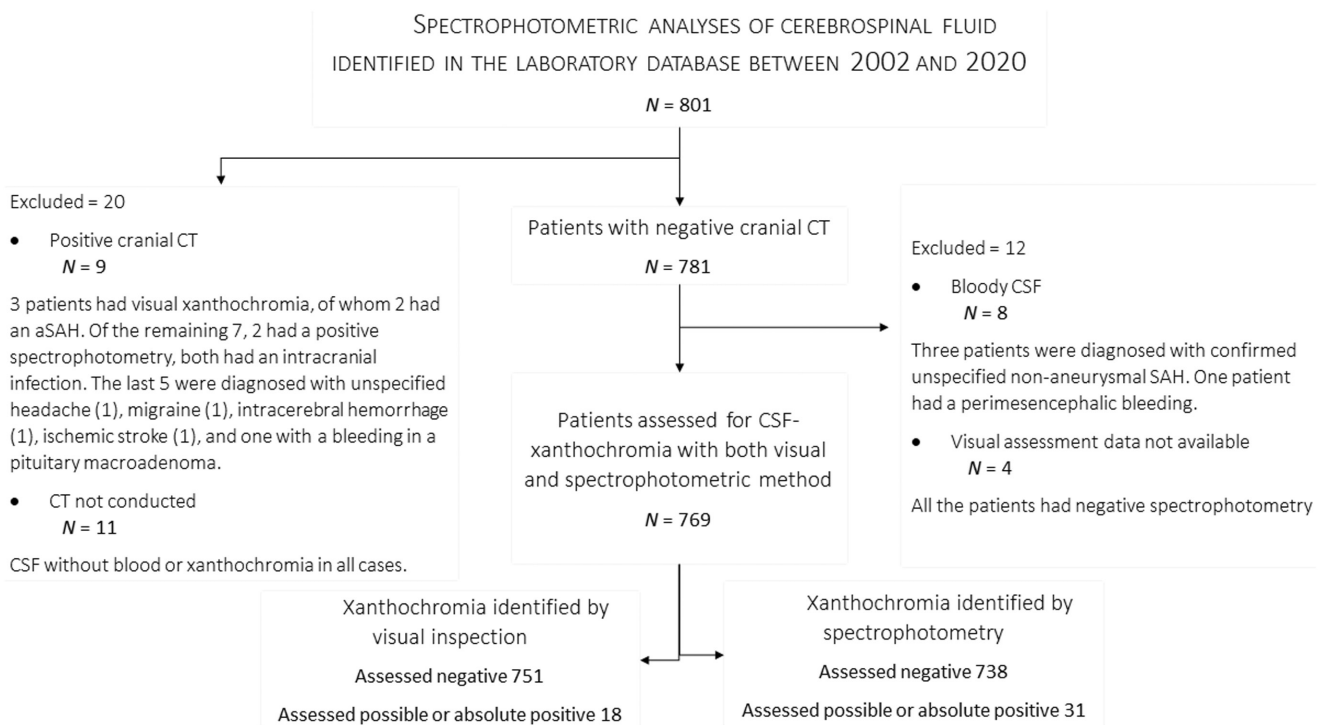 SPECTROPHOTOMETRIC ANALYSES OF CEREBROSPINAL FLUID
IDENTIFIED IN THE LABORATORY DATABASE BETWEEN 2002 AND 2020
N = 801
Excluded = 20
• Positive cranial CT
N = 9
3 patients had visual xanthochromia, of whom 2 had
an aSAH. Of the remaining 7, 2 had a positive
spectrophotometry, both had an intracranial
infection. The last 5 were diagnosed with unspecified
headache (1), migraine (1), intracerebral hemorrhage
(1), ischemic stroke (1), and one with a bleeding in a
pituitary macroadenoma.
• CT not conducted
N = 11
CSF without blood or xanthochromia in all cases.
Patients with negative cranial CT
N = 781
Excluded = 12
• Bloody CSF
N = 8
Three patients were diagnosed with confirmed
unspecified non-aneurysmal SAH. One patient
had a perimesencephalic bleeding.
• Visual assessment data not available
N = 4
All the patients had negative spectrophotometry
Patients assessed for CSF-
xanthochromia with both visual
and spectrophotometric method
N = 769
Xanthochromia identified by
visual inspection
Assessed negative 751
Assessed possible or absolute positive 18
Xanthochromia identified by
spectrophotometry
Assessed negative 738
Assessed possible or absolute positive 31